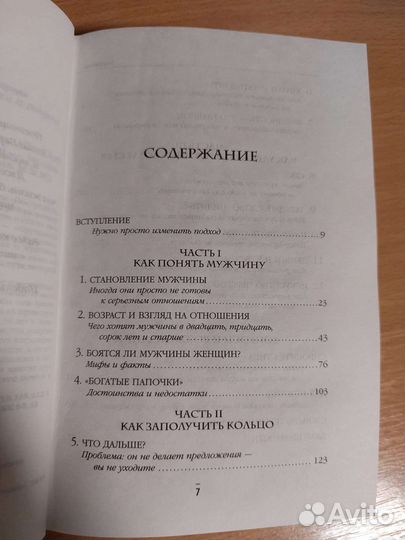 СОДЕРЖАНИЕ
ВСТУПЛЕНИЕ
Нужно просто изменить подход 9
ЧАСТЬ I
КАК ПОНЯТЬ МУЖЧИНУ
1. СТАНОВЛЕНИЕ МУЖЧИНЫ
Иногда они просто не готовы
к серьезным отношениям 23
2. ВОЗРАСТ И ВЗГЛЯД НА ОТНОШЕНИЯ
Чего хотят мужчины в двадцать, тридцать,
сорок лет и старше 43
3. БОЯТСЯ ЛИ МУЖЧИНЫ ЖЕНЩИН?
Мифы и факты 76
4. «БОГАТЫЕ ПАПОЧКИ»
Достоинства и недостатки 103
ЧАСТЬ II
КАК ЗАПОЛУЧИТЬ КОЛЬЦО
5. ЧТО ДАЛЬШЕ?
Проблема: он не делает предложения —
вы не уходите 123
7
Avito